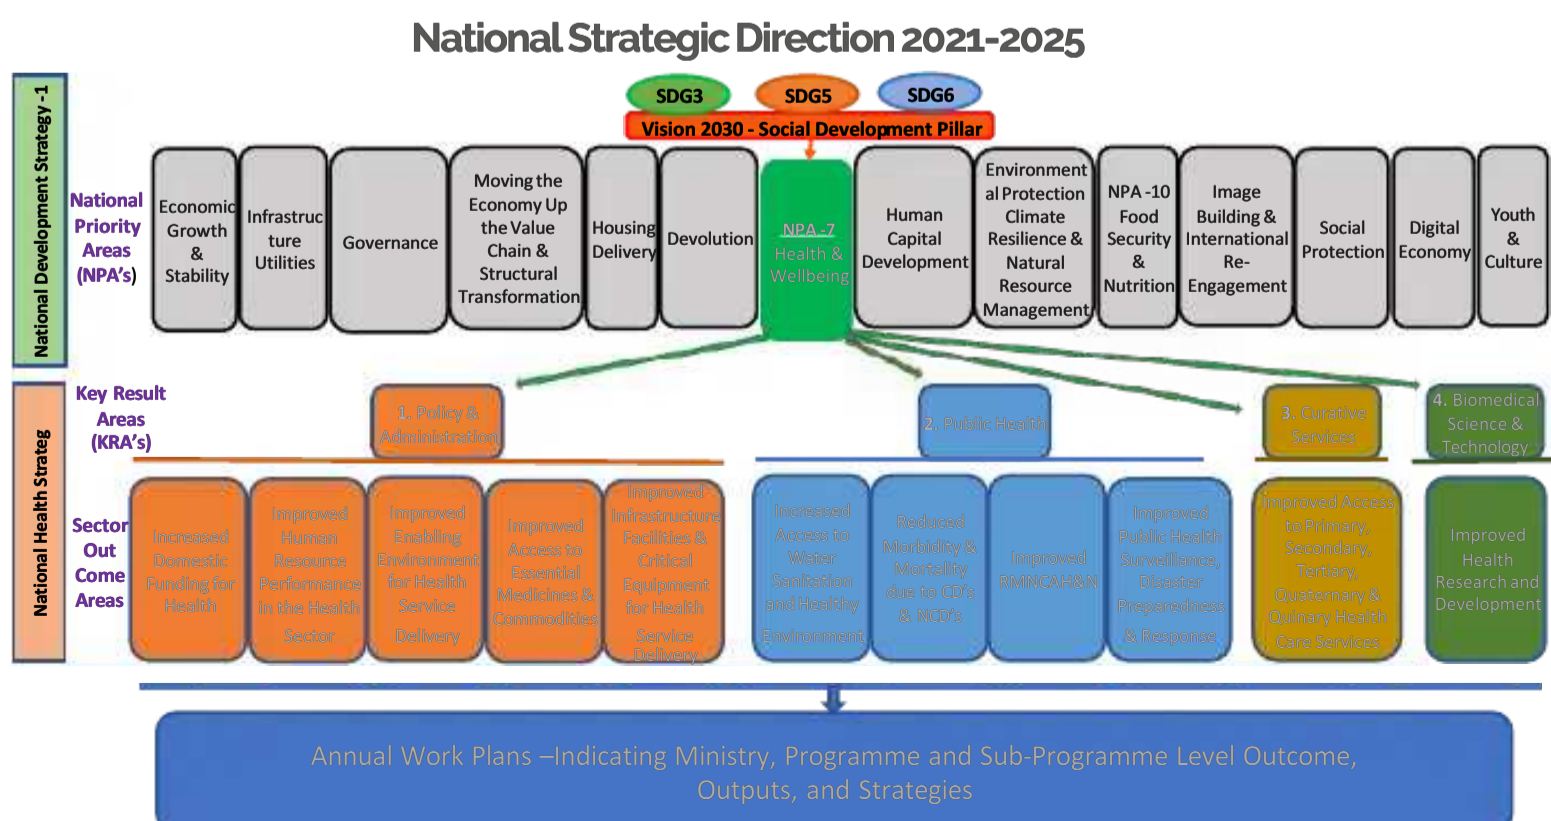 National Strategic Direction 2021-2025
National Development Strategy -1
SDG3
SDG5
SDG6
Vision 2030 - Social Development Pillar
National
Priority
Areas
(NPA's)
Economic
Growth
&
Stability
Infrastruc
ture
Utilities
Governance
Moving the
Economy Up
the Value
Chain &
Structural
Transformation
Housing
Delivery
Devolution
NPA -7
Health &
Wellbeing
Human
Capital
Development
Environment
al Protection
Climate
Resilience &
Natural
Resource
Management
NPA -10
Food
Security
&
Nutrition
Image
Building &
International
Re-
Engagement
Social
Protection
Digital
Economy
Youth
&
Culture
National Health Strateg
Key Result
Areas
(KRA's)
1. Policy &
Administration
2. Public Health
3. Curative
Services
4. Biomedical
Science &
Technology
Sector
Out
Come
Areas
Increased
Domestic
Funding for
Health
Improved
Human
Resource
Performance
in the Health
Sector
Improved
Enabling
Environment
for Health
Service
Delivery
Improved
Access to
Essential
Medicines &
Commodities
Improved
Infrastructure
Facilities &
Critical
Equipment
for Health
Service
Delivery
Increased
Access to
Water
Sanitation
and Healthy
Environment
Reduced
Morbidity &
Mortality
due to CD's
& NCD's
Improved
RMNCAH&N
Improved
Public Health
Surveillance,
Disaster
Preparedness
& Response
Improved Access
to Primary,
Secondary,
Tertiary,
Quaternary &
Quinary Health
Care Services
Improved
Health
Research and
Development
Annual Work Plans –Indicating Ministry, Programme and Sub-Programme Level Outcome,
Outputs, and Strategies